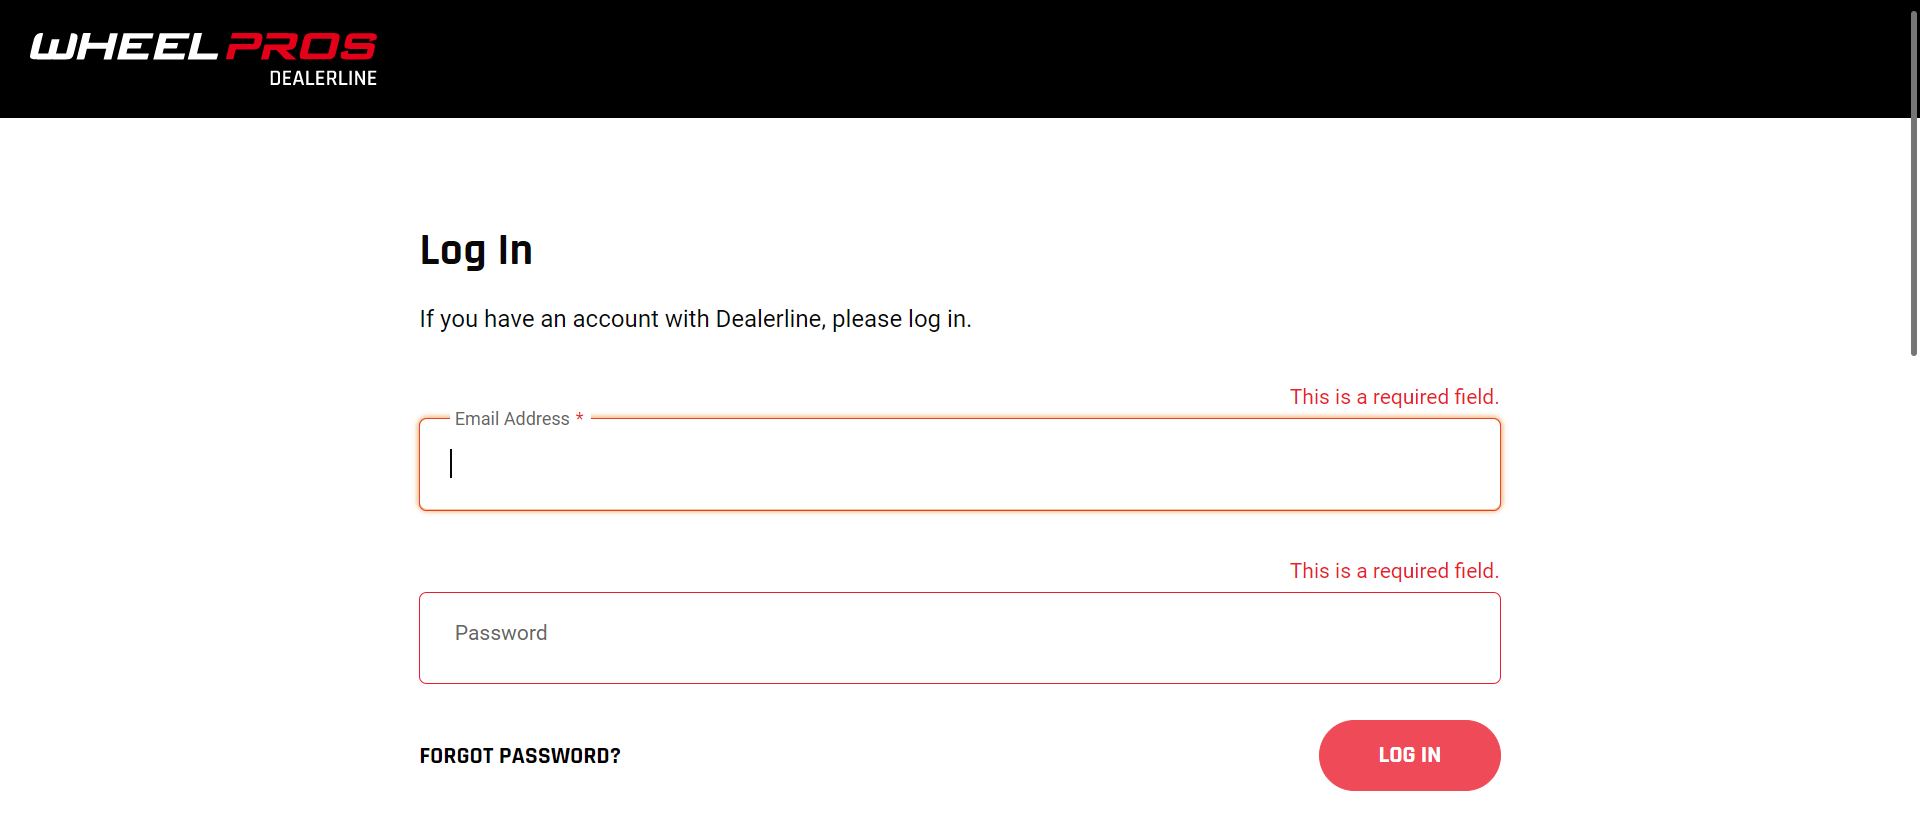 WHEEL PROS
DEALERLINE
Log In
If you have an account with Dealerline, please log in.
This is a required field.
Email Address *
This is a required field.
Password
FORGOT PASSWORD?
LOG IN